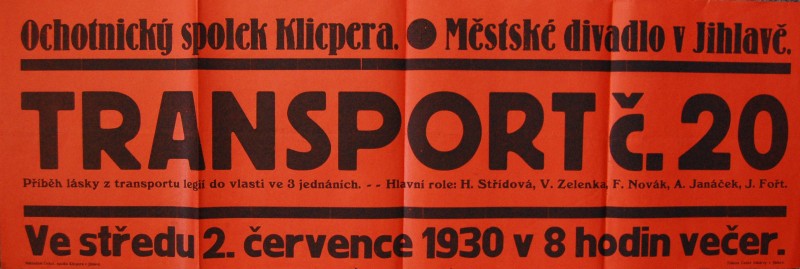 Ochotnický spolek Klicpera. ● Městské divadlo v Jihlavě.
TRANSPORT č. 20
Příběh lásky z transportu legií do vlasti ve 3 jednáních. - - Hlavní role: H. Střídová, V. Zelenka, F. Novák, A. Janáček, J. Fořt.
Ve středu 2. července 1930 v 8 hodin večer.